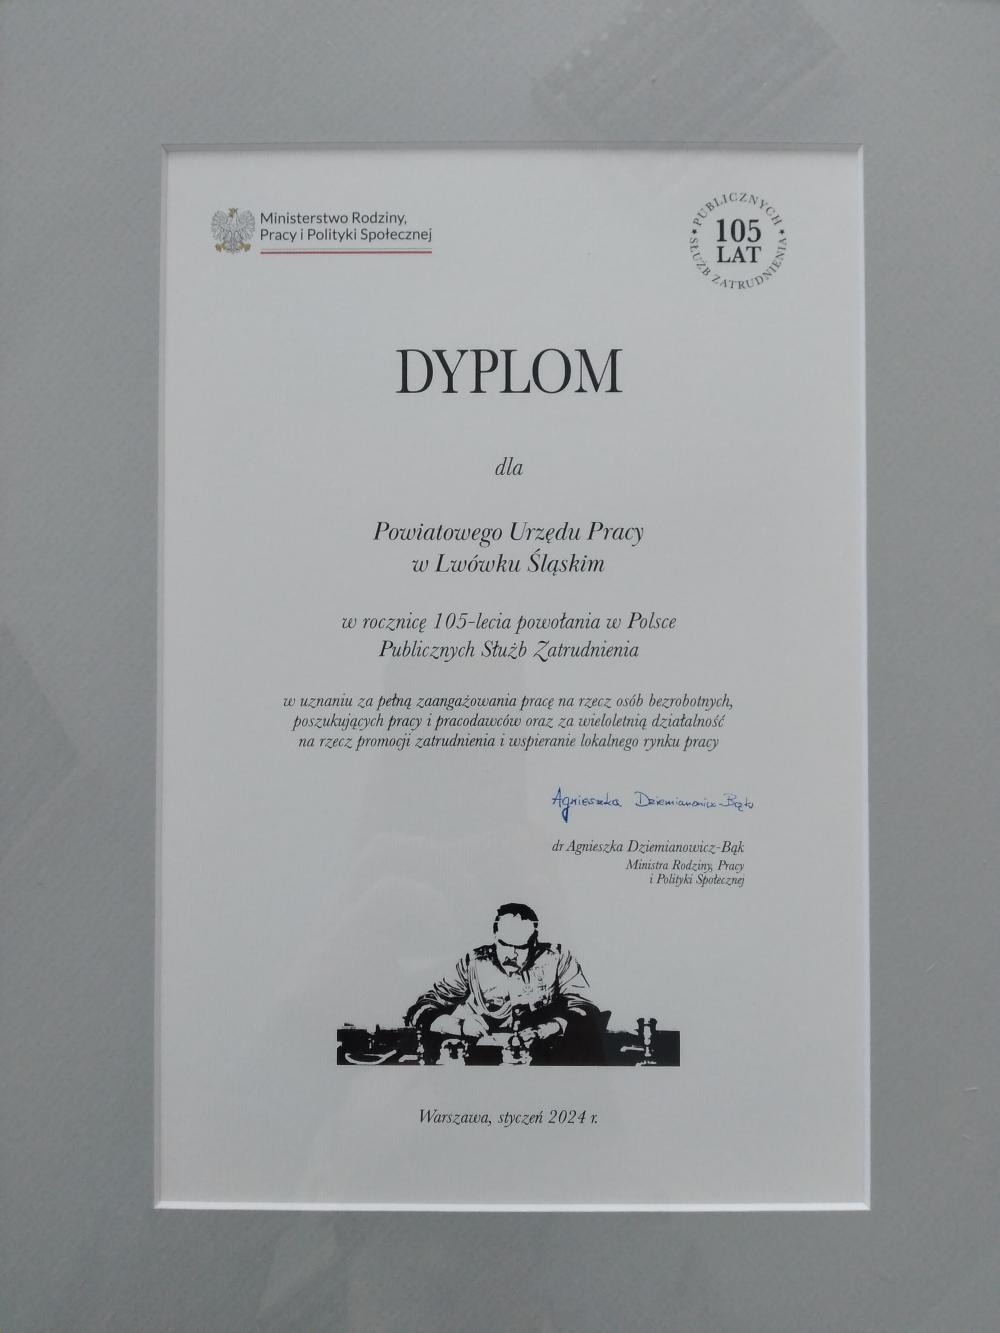 Ministerstwo Rodziny,
Pracy i Polityki Społecznej
PUBLICZNYCH
105
LAT
SŁUŻB ZATRUDNIENIA
DYPLOM
dla
Powiatowego Urzędu Pracy
w Lwówku Śląskim
w rocznicę 105-lecia powołania w Polsce
Publicznych Służb Zatrudnienia
w uznaniu za pełną zaangażowania pracę na rzecz osób bezrobotnych,
poszukujących pracy i pracodawców oraz za wieloletnią działalność
na rzecz promocji zatrudnienia i wspieranie lokalnego rynku pracy
Agnieszka Dziemianowicz-Bąk
dr Agnieszka Dziemianowicz-Bąk
Ministra Rodziny, Pracy
i Polityki Społecznej
Warszawa, styczeń 2024 r.